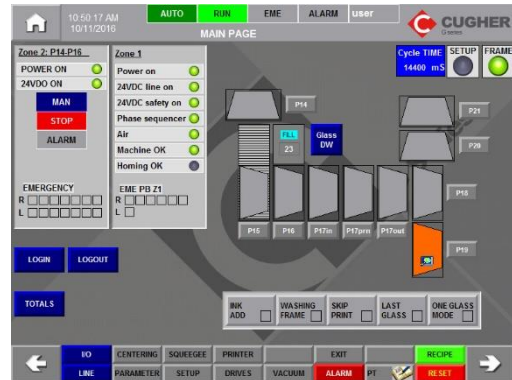 10:50:17 AM
10/11/2016
AUTO
RUN
EME
ALARM
user
MAIN PAGE
CUGHER
G series
Zone 2: P14-P16
POWER ON
24VDO ON
MAN
STOP
ALARM
EMERGENCY
R
L
Zone 1
Power on
24VDC line on
24VDC safety on
Phase sequencer
Air
Machine OK
Homing OK
EME PB Z1
R
L
Cycle TIME
14400 mS
SETUP
FRAME
P14
FILL
23
Glass
DW
P21
P20
P18
P15
P16
P17in
P17prn
P17out
P19
LOGIN
LOGOUT
TOTALS
INK
ADD
WASHING
FRAME
SKIP
PRINT
LAST
GLASS
ONE GLASS
MODE
I/O
CENTERING
SQUEEGEE
PRINTER
EXIT
RECIPE
LINE
PARAMETER
SETUP
DRIVES
VACUUM
ALARM
PT
RESET